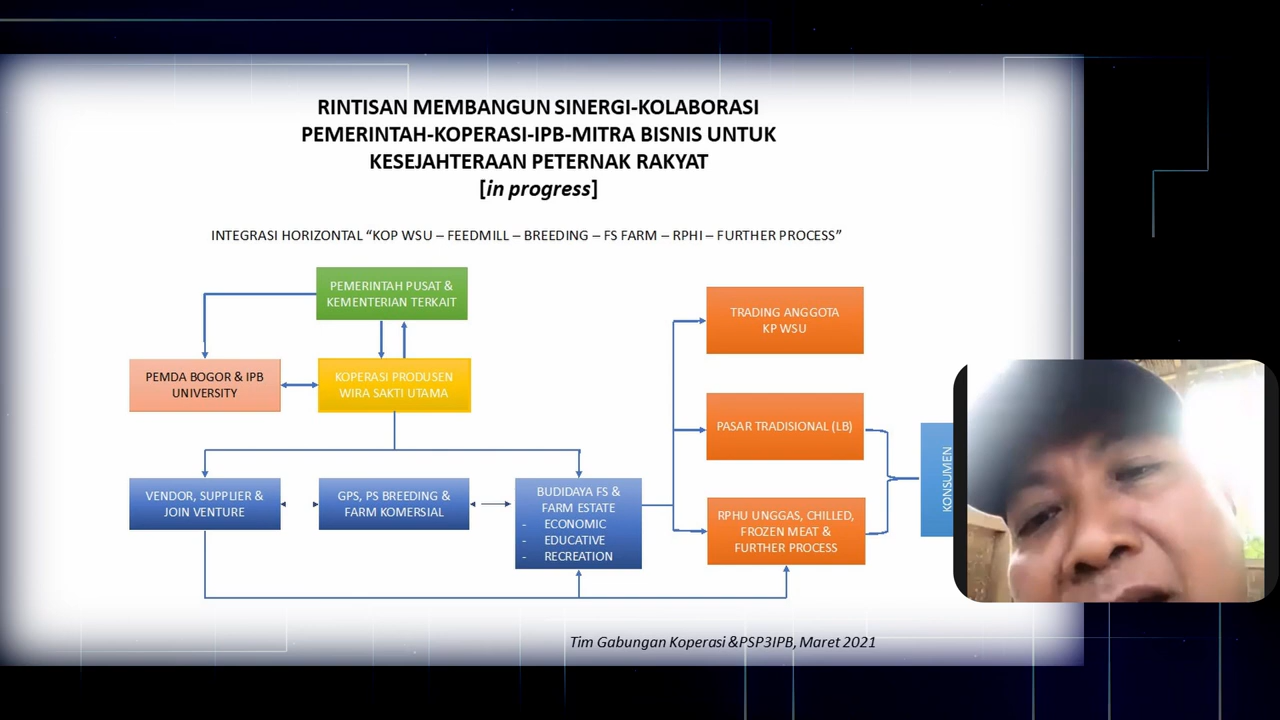 RINTISAN MEMBANGUN SINERGI-KOLABORASI
PEMERINTAH-KOPERASI-IPB-MITRA BISNIS UNTUK
KESEJAHTERAAN PETERNAK RAKYAT
[in progress]
INTEGRASI HORIZONTAL “KOP WSU – FEEDMILL – BREEDING – FS FARM – RPHI – FURTHER PROCESS”
PEMERINTAH PUSAT &
KEMENTERIAN TERKAIT
PEMDA BOGOR & IPB
UNIVERSITY
KOPERASI PRODUSEN
WIRA SAKTI UTAMA
VENDOR, SUPPLIER &
JOIN VENTURE
GPS, PS BREEDING &
FARM KOMERSIAL
BUDIDAYA FS &
FARM ESTATE
- ECONOMIC
- EDUCATIVE
- RECREATION
TRADING ANGGOTA
KP WSU
PASAR TRADISIONAL (LB)
RPHU UNGGAS, CHILLED,
FROZEN MEAT &
FURTHER PROCESS
KONSUMEN
Tim Gabungan Koperasi &PSP3IPB, Maret 2021